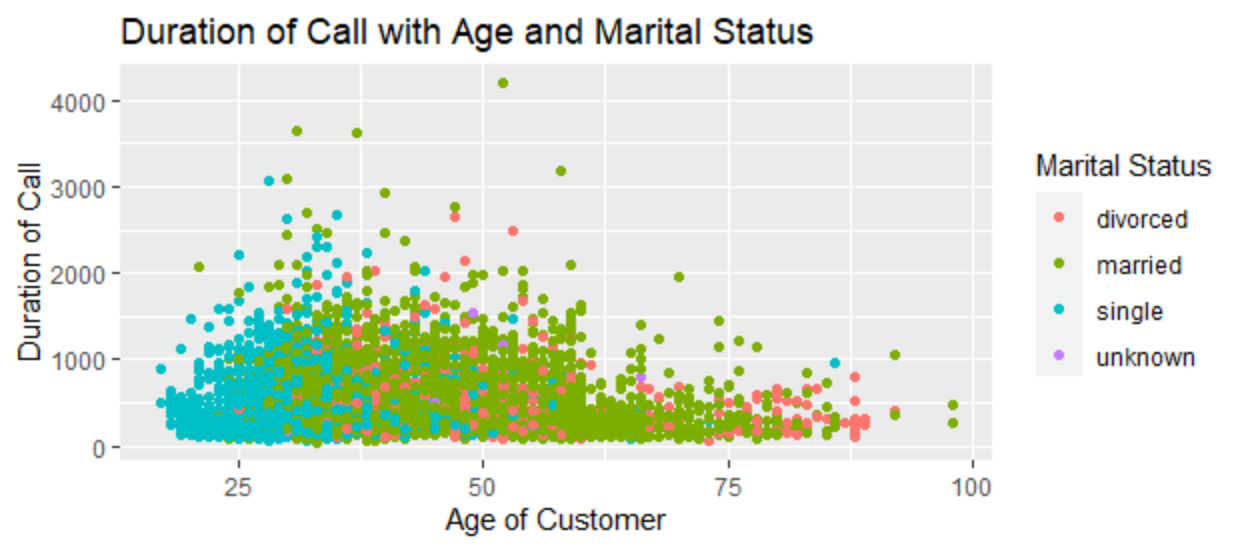 Duration of Call with Age and Marital Status
Duration of Call
4000
3000
2000
1000
0
25
50
75
100
Age of Customer
Marital Status
divorced
married
single
unknown